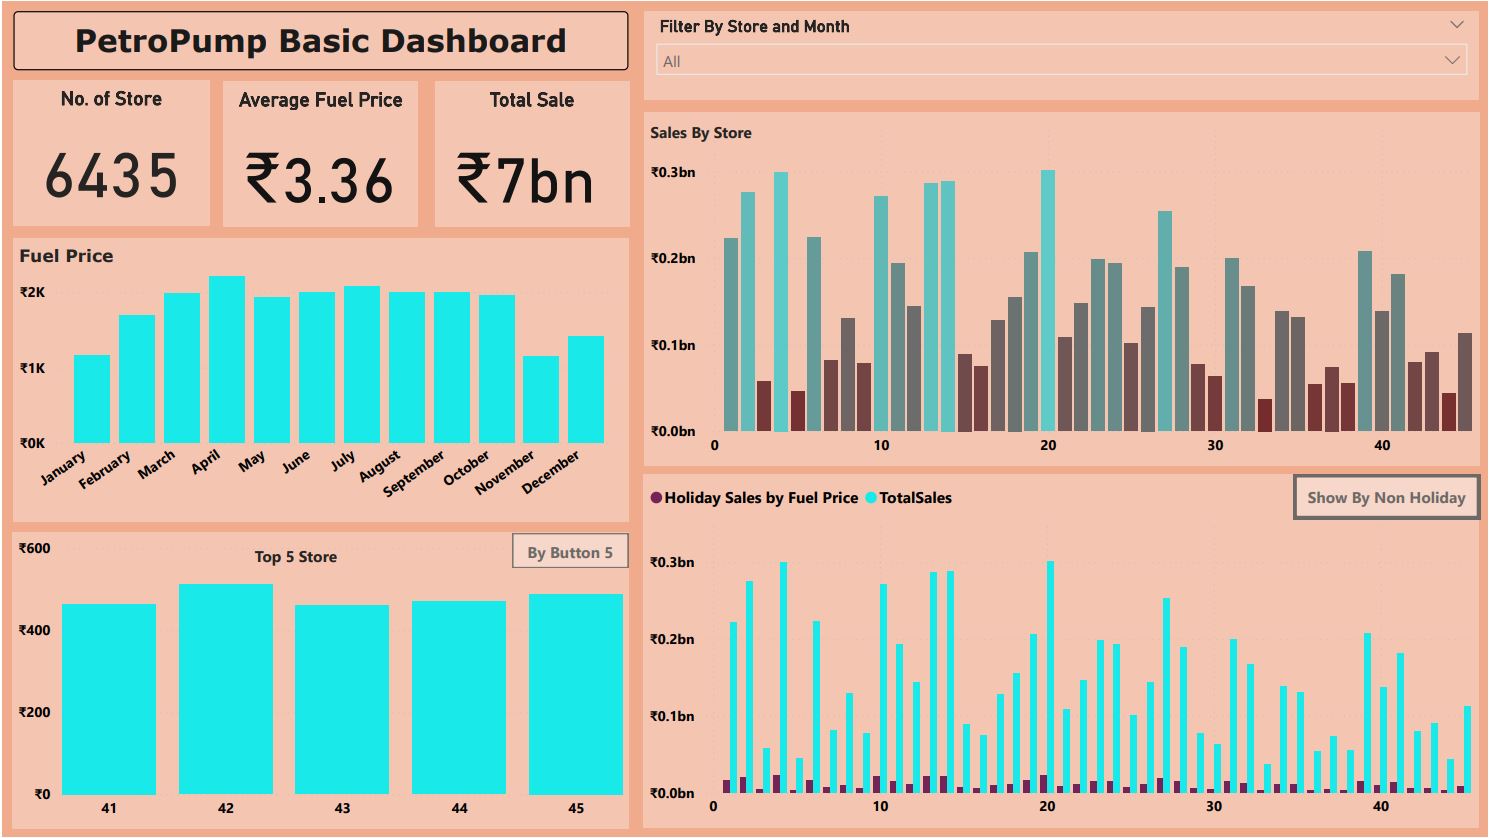 PetroPump Basic Dashboard
Filter By Store and Month
All
No. of Store
6435
Average Fuel Price
₹3.36
Total Sale
₹7bn
Fuel Price
₹2K
₹1K
₹0K
January
February
March
April
May
June
July
August
September
October
November
December
Sales By Store
₹0.3bn
₹0.2bn
₹0.1bn
₹0.0bn
0 10 20 30 40
Top 5 Store
By Button 5
₹600
₹400
₹200
₹0
41 42 43 44 45
Holiday Sales by Fuel Price TotalSales
Show By Non Holiday
₹0.3bn
₹0.2bn
₹0.1bn
₹0.0bn
0 10 20 30 40